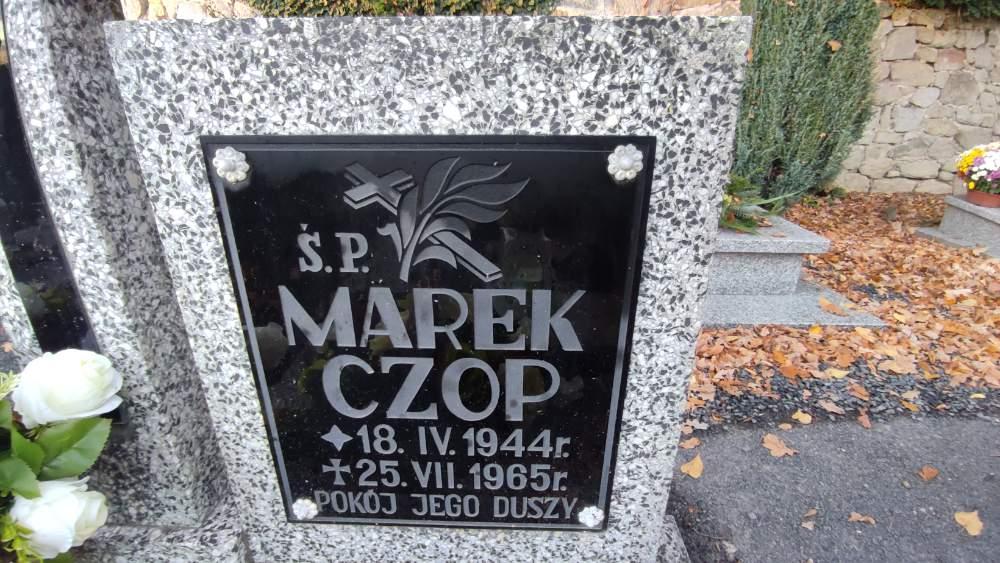 Ś.P.
MAREK
CZOP
18. IV. 1944r.
25. VII. 1965r.
POKÓJ JEGO DUSZY